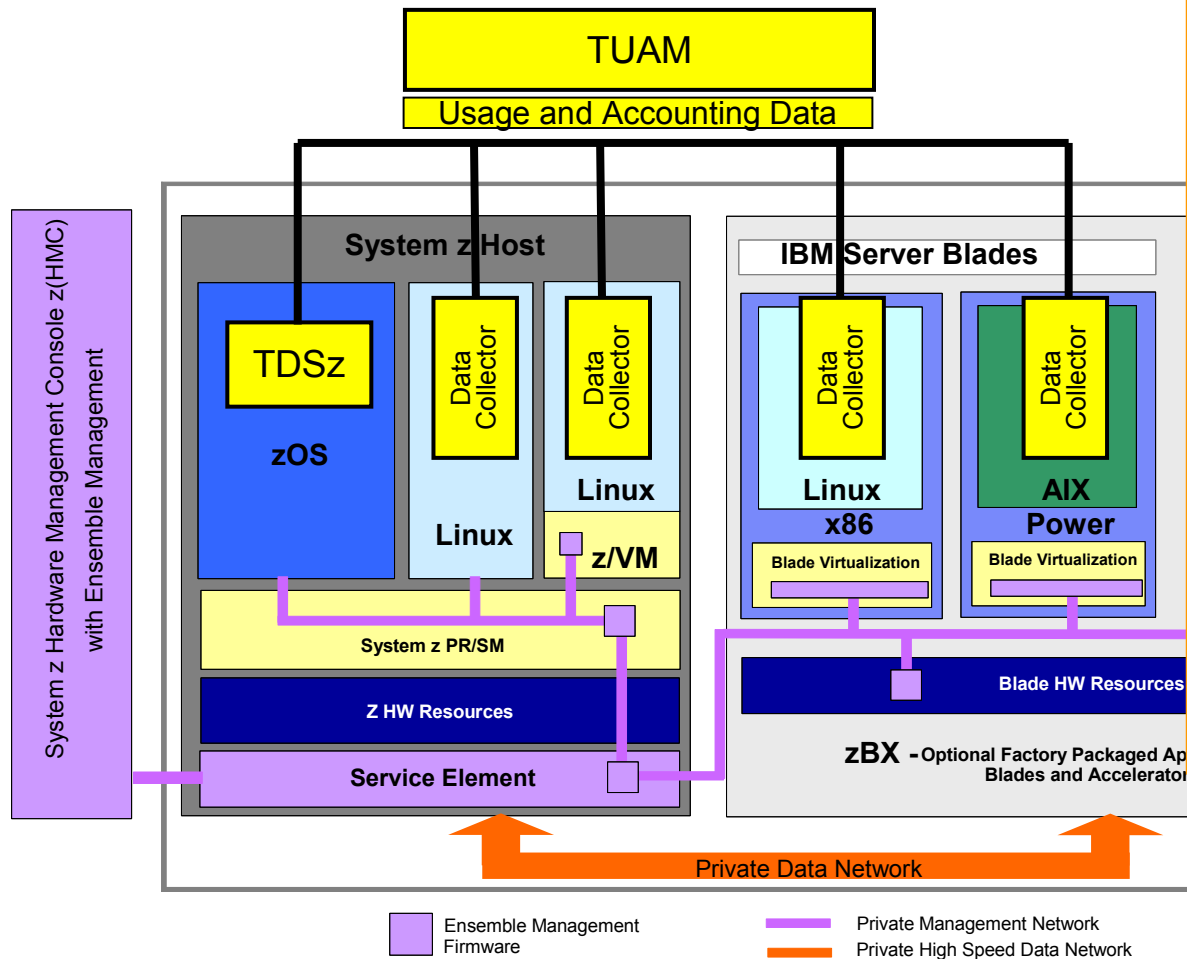 TUAM
Usage and Accounting Data
System z Hardware Management Console z(HMC)
with Ensemble Management
System z Host
TDSz
zOS
Data
Collector
Linux
Data
Collector
Linux
z/VM
System z PR/SM
Z HW Resources
Service Element
IBM Server Blades
Data
Collector
Linux
x86
Blade Virtualization
Data
Collector
AIX
Power
Blade Virtualization
Blade HW Resources
zBX - Optional Factory Packaged Ap
Blades and Accelerator
Private Data Network
Ensemble Management
Firmware
Private Management Network
Private High Speed Data Network